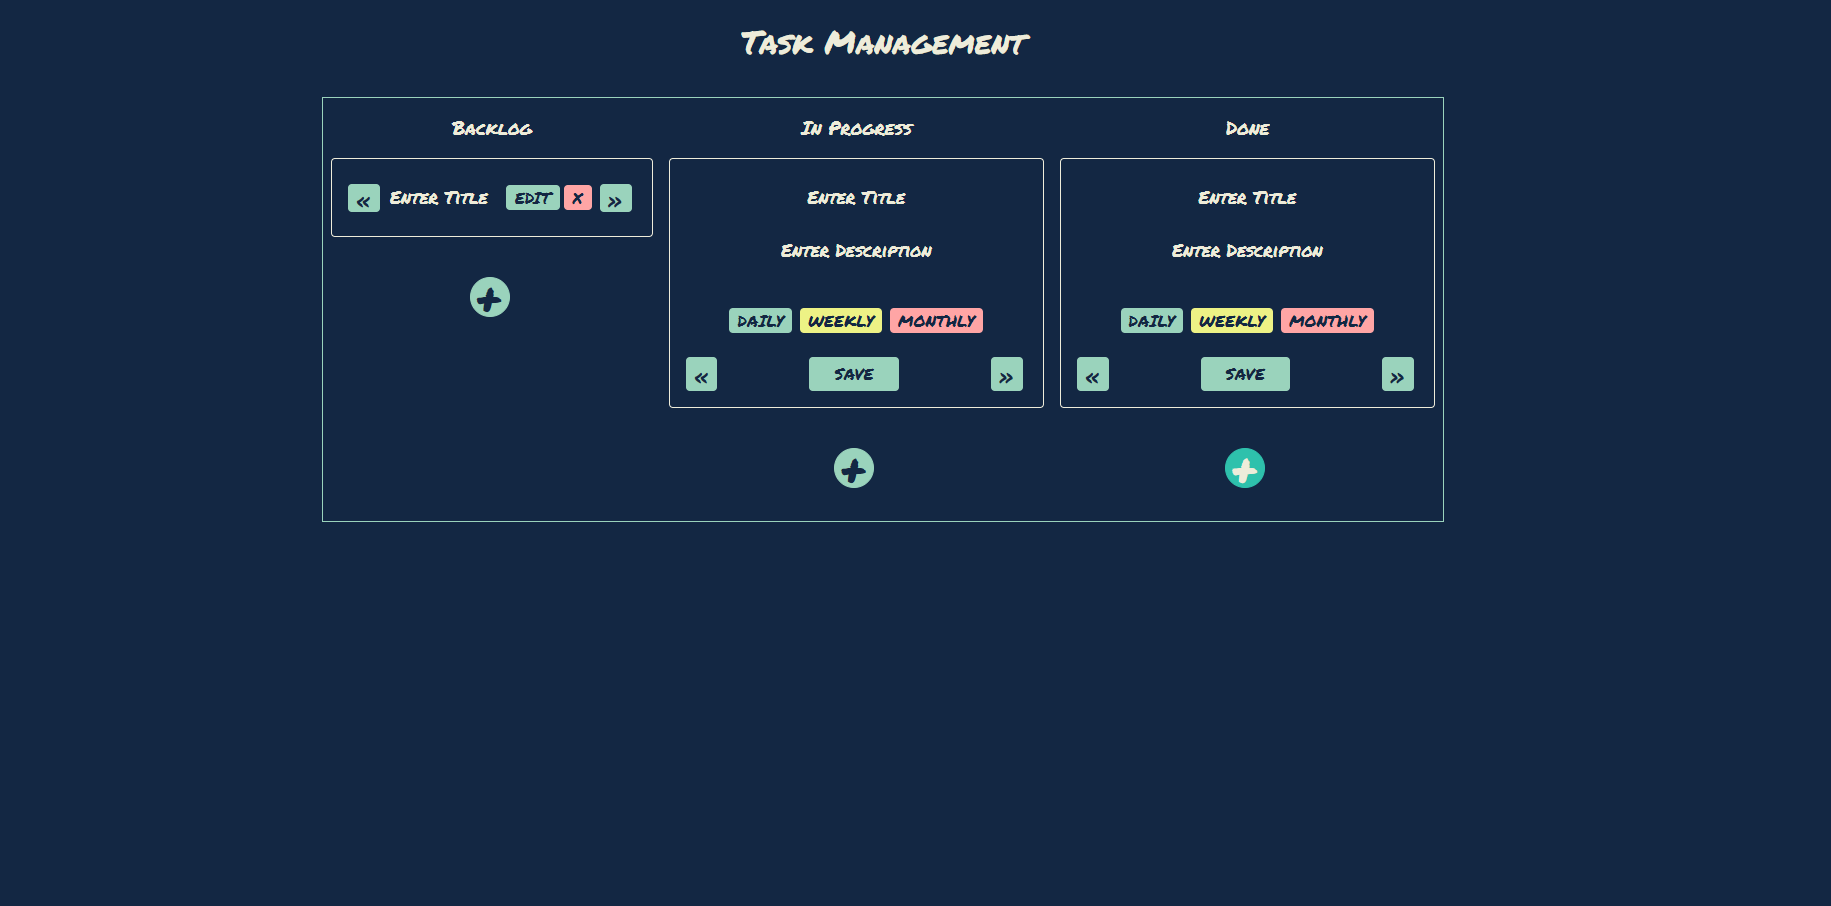 Task Management
Backlog
« Enter Title EDIT X »
+
In Progress
Enter Title
Enter Description
DAILY WEEKLY MONTHLY
« SAVE »
+
Done
Enter Title
Enter Description
DAILY WEEKLY MONTHLY
« SAVE »
+